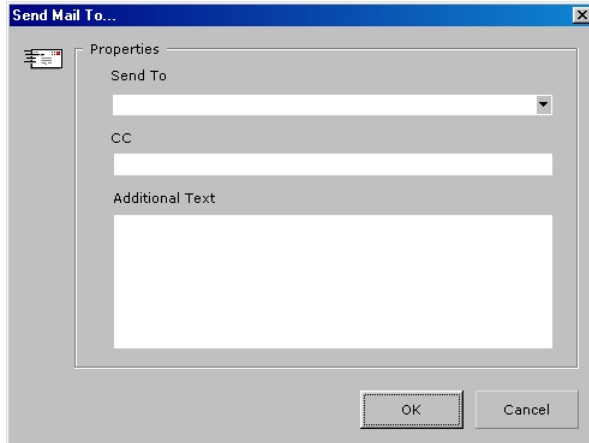 Send Mail To...
Properties
Send To
CC
Additional Text
OK
Cancel